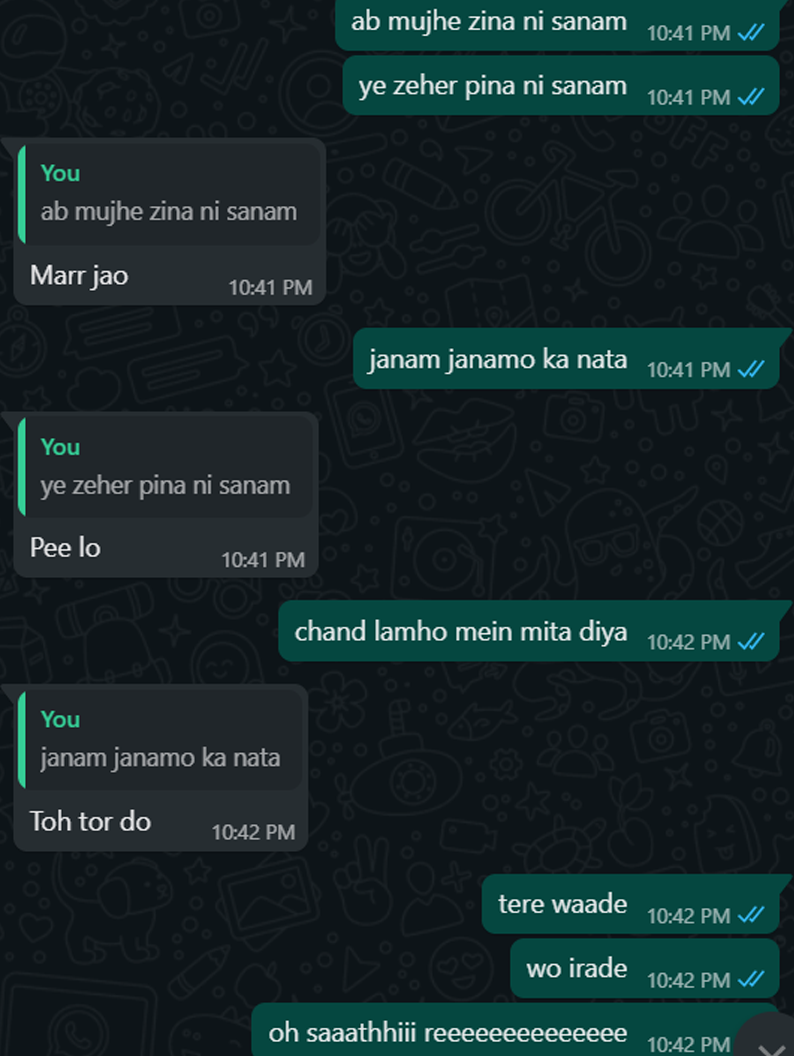 ab mujhe zina ni sanam 10:41 PM
ye zeher pina ni sanam 10:41 PM
You
ab mujhe zina ni sanam
Marr jao 10:41 PM
janam janamo ka nata 10:41 PM
You
ye zeher pina ni sanam
Pee lo 10:41 PM
chand lamho mein mita diya 10:42 PM
You
janam janamo ka nata
Toh tor do 10:42 PM
tere waade 10:42 PM
wo irade 10:42 PM
oh saaathhiii reeeeeeeeeeeeee 10:42 PM